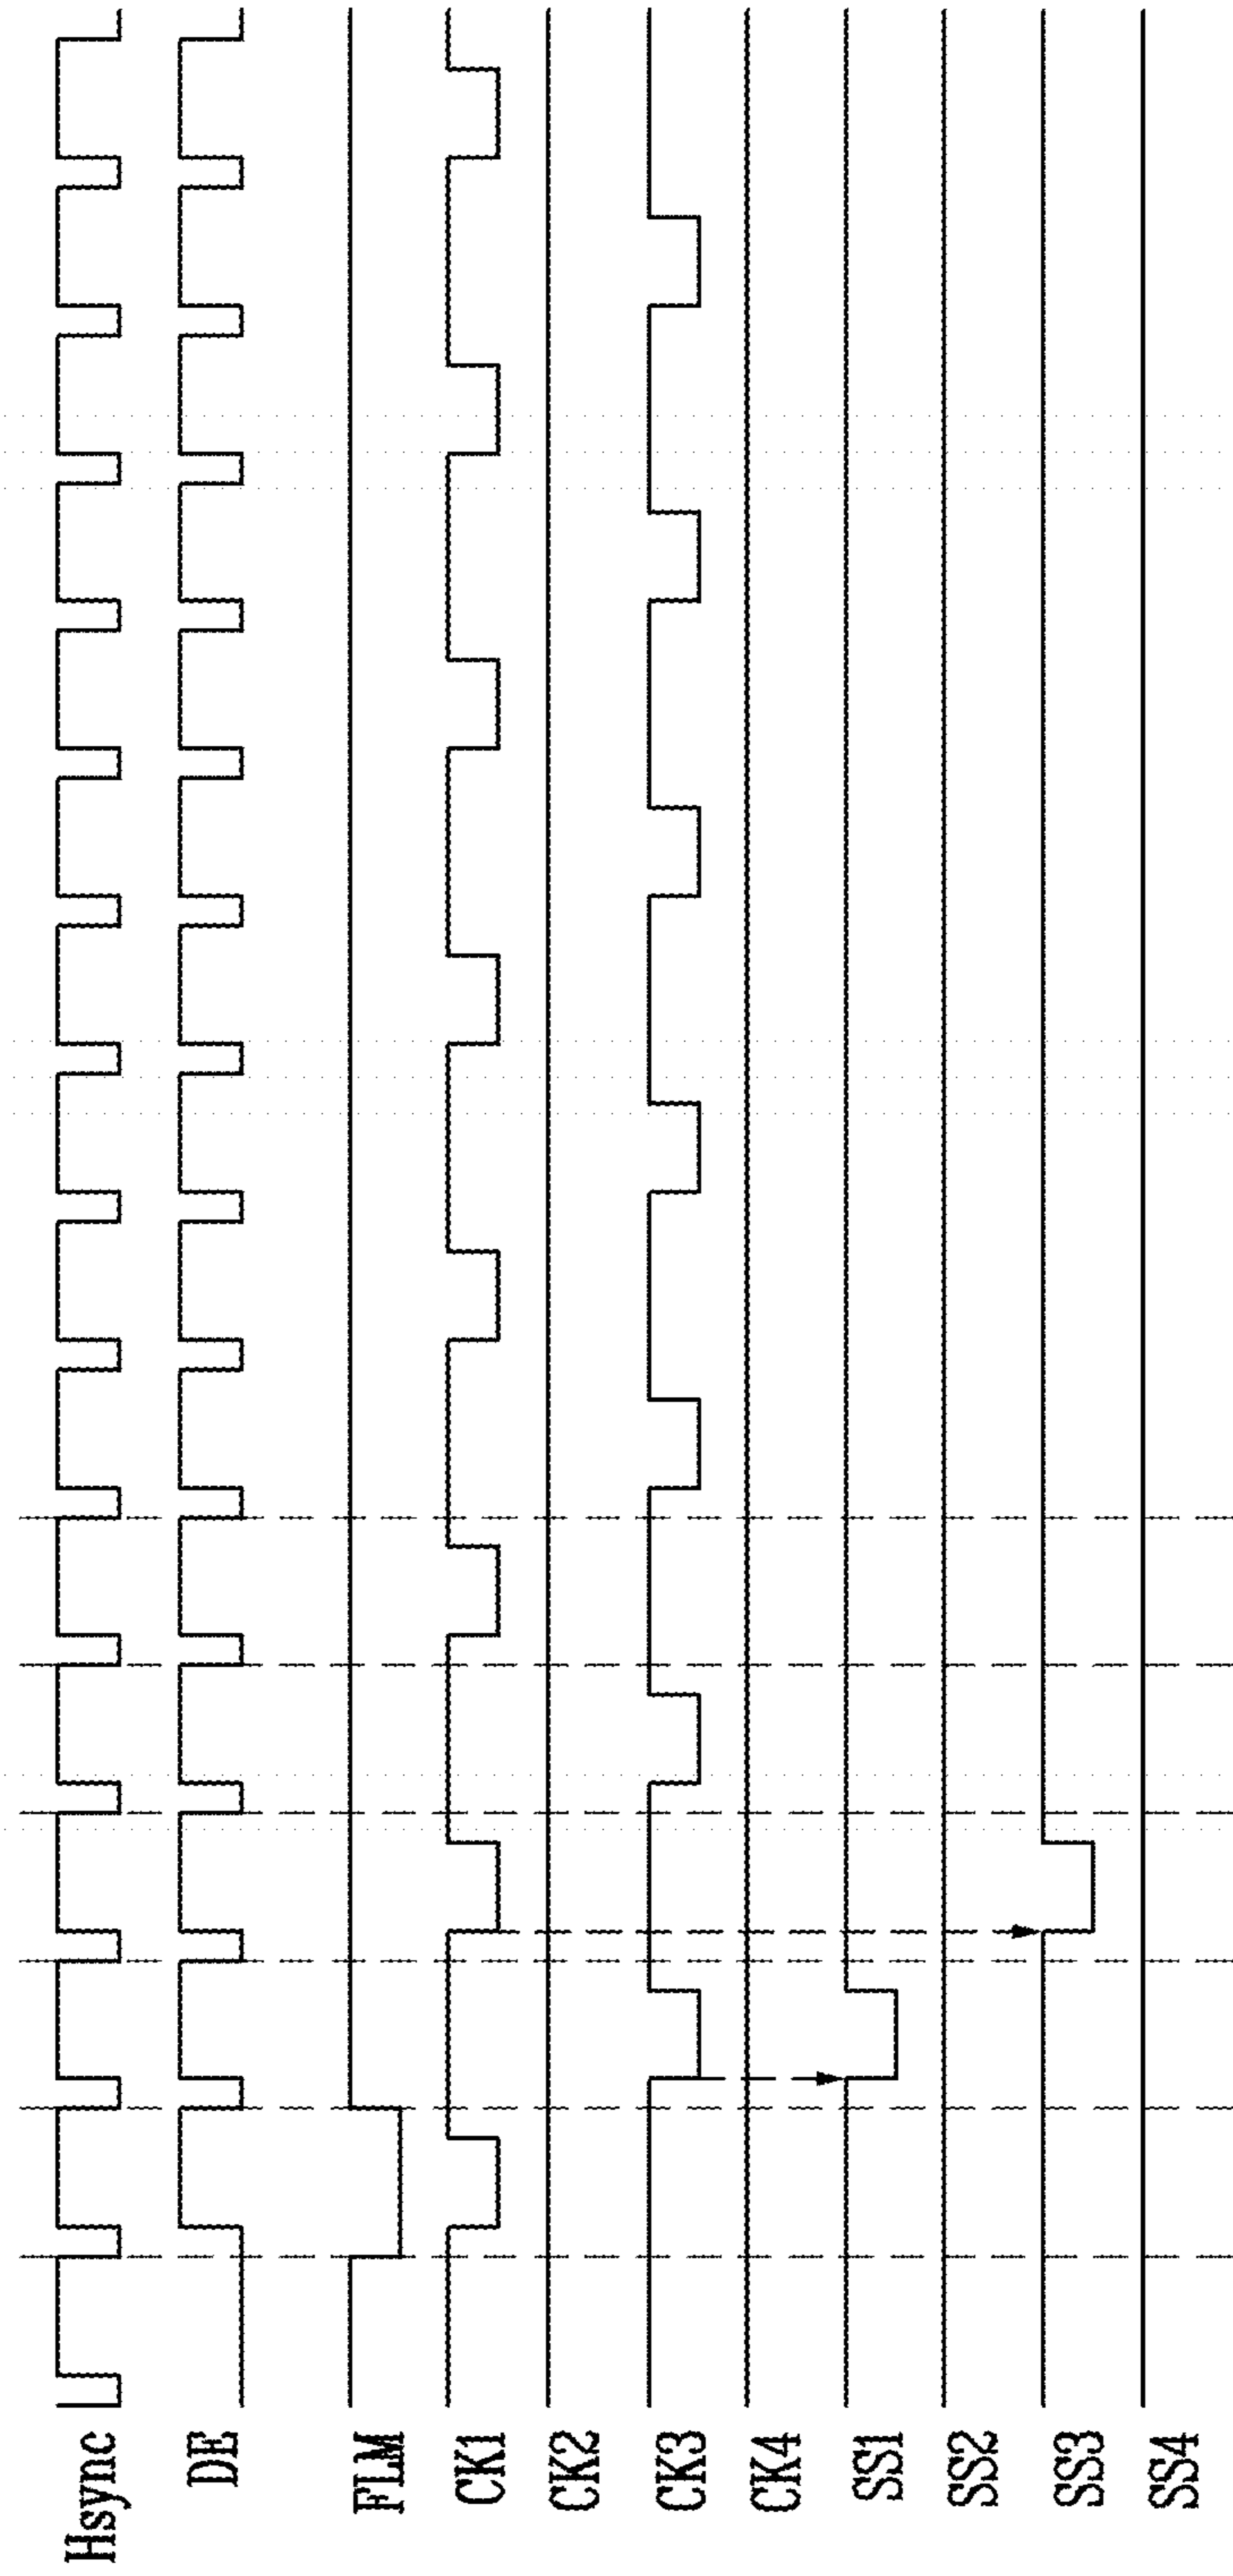 Hsync
DE
FLM
CK1
CK2
CK3
CK4
SS1
SS2
SS3
SS4